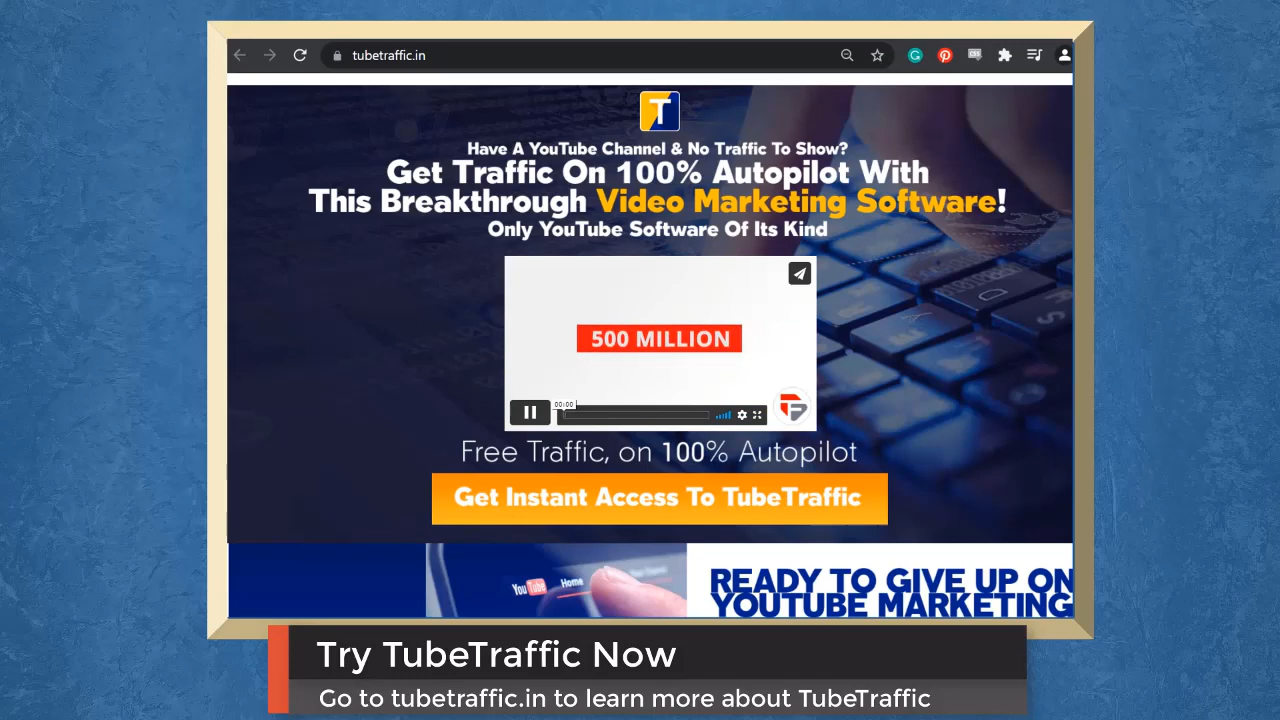 tubetraffic.in
T
Have A YouTube Channel & No Traffic To Show?
Get Traffic On 100% Autopilot With
This Breakthrough Video Marketing Software!
Only YouTube Software Of Its Kind
500 MILLION
00:00
Free Traffic, on 100% Autopilot
Get Instant Access To TubeTraffic
YouTube Home
READY TO GIVE UP ON
YOUTUBE MARKETING
Try TubeTraffic Now
Go to tubetraffic.in to learn more about TubeTraffic